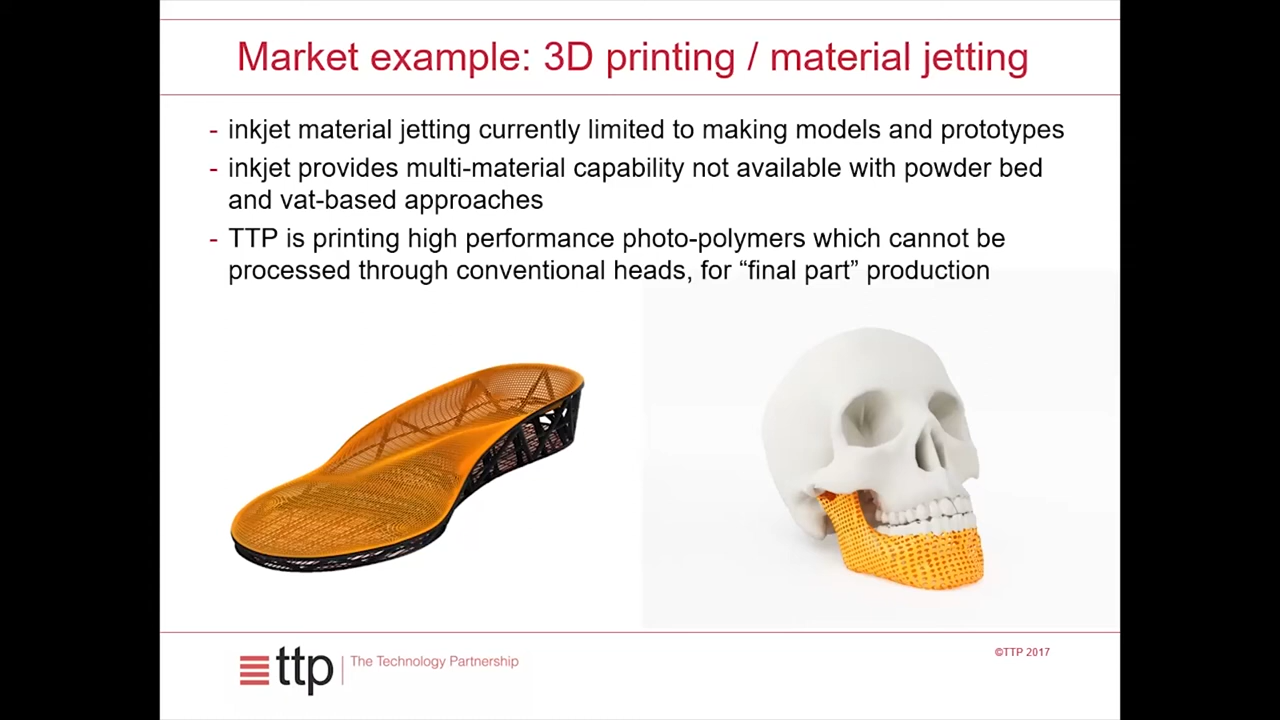 Market example: 3D printing / material jetting
- inkjet material jetting currently limited to making models and prototypes
- inkjet provides multi-material capability not available with powder bed
and vat-based approaches
- TTP is printing high performance photo-polymers which cannot be
processed through conventional heads, for “final part” production
ttp
The Technology Partnership
©TTP 2017